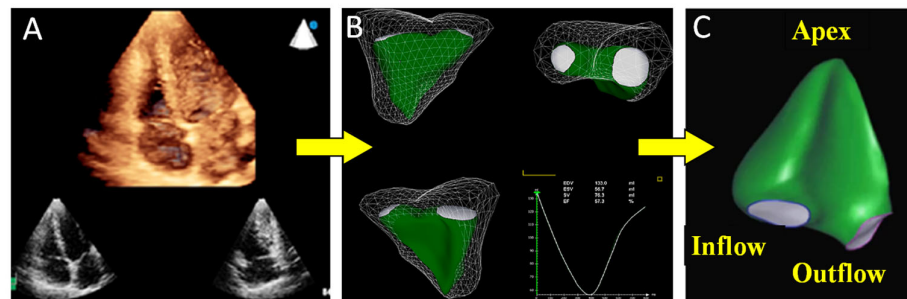 A
B
EDV 133.0 ml
ESV 56.7 ml
SV 76.3 ml
EF 57.3 %
C
Apex
Inflow
Outflow